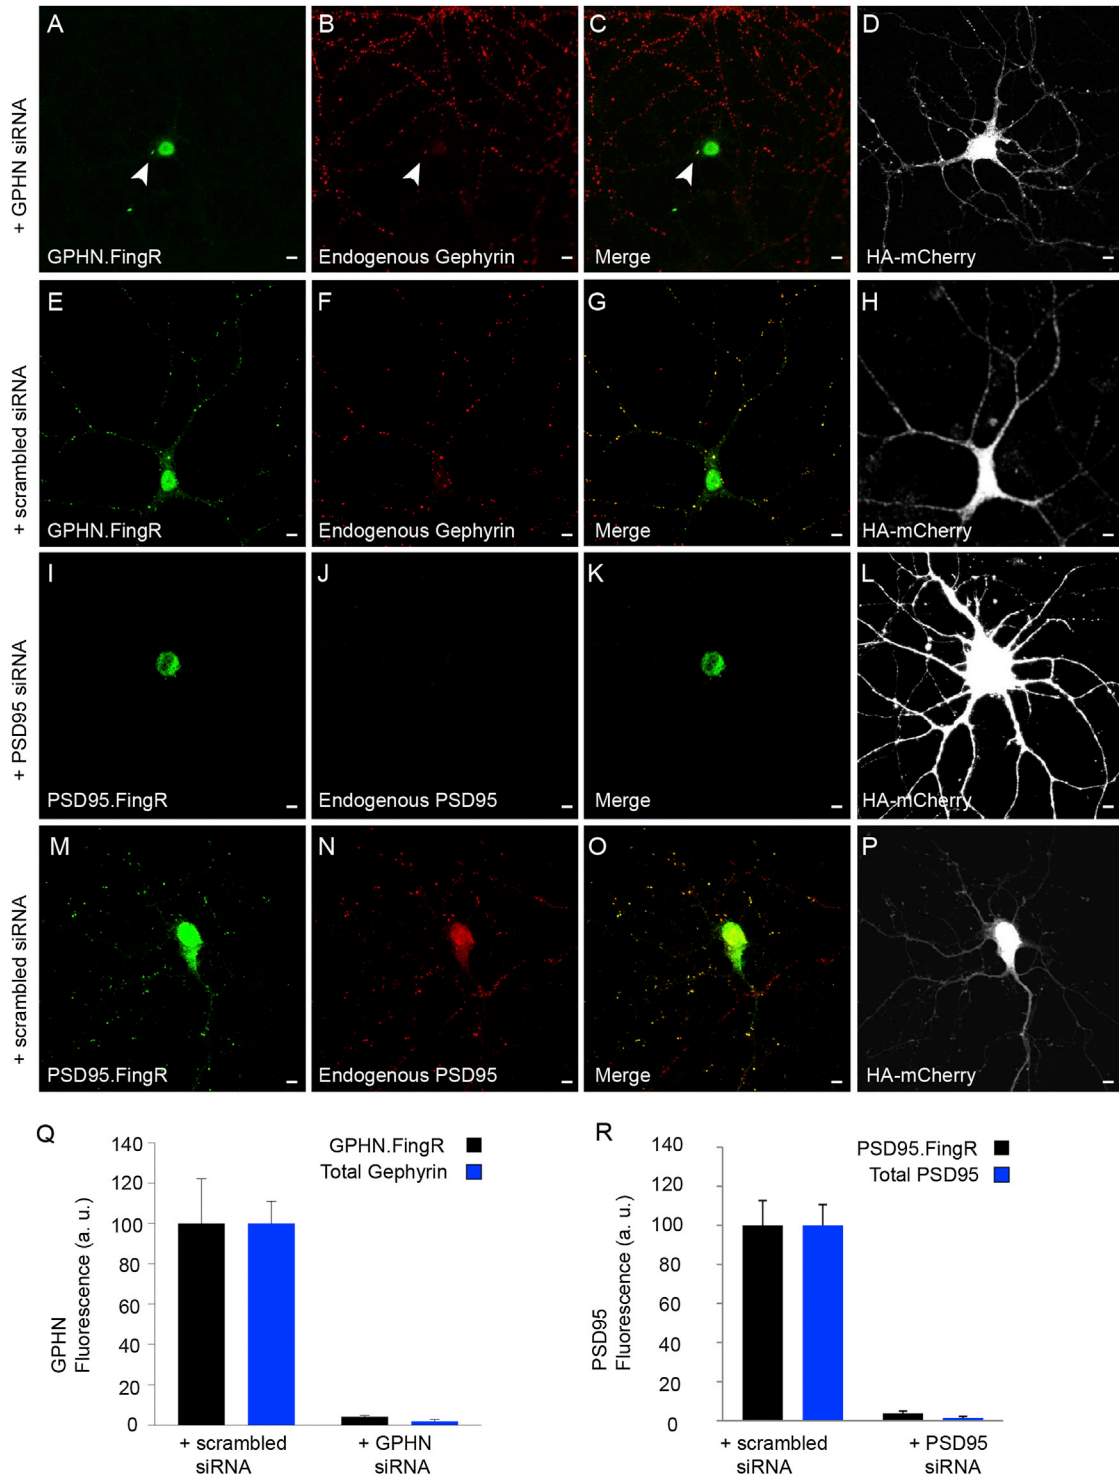 A
B
C
D
+ GPHN siRNA
GPHN.FingR
Endogenous Gephyrin
Merge
HA-mCherry
E
F
G
H
+ scrambled siRNA
GPHN.FingR
Endogenous Gephyrin
Merge
HA-mCherry
I
J
K
L
+ PSD95 siRNA
PSD95.FingR
Endogenous PSD95
Merge
HA-mCherry
M
N
O
P
+ scrambled siRNA
PSD95.FingR
Endogenous PSD95
Merge
HA-mCherry
Q
GPHN.FingR
Total Gephyrin
GPHN
Fluorescence (a. u.)
140
120
100
80
60
40
20
0
+ scrambled
siRNA
+ GPHN
siRNA
R
PSD95.FingR
Total PSD95
PSD95
Fluorescence (a. u.)
140
120
100
80
60
40
20
0
+ scrambled
siRNA
+ PSD95
siRNA